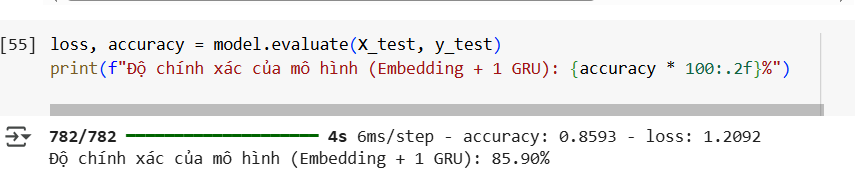 [55] loss, accuracy = model.evaluate(X_test, y_test)
print(f"Độ chính xác của mô hình (Embedding + 1 GRU): {accuracy * 100:.2f}%")
782/782 ━━━━━━━━━━━━━━━━━━━━ 4s 6ms/step - accuracy: 0.8593 - loss: 1.2092
Độ chính xác của mô hình (Embedding + 1 GRU): 85.90%